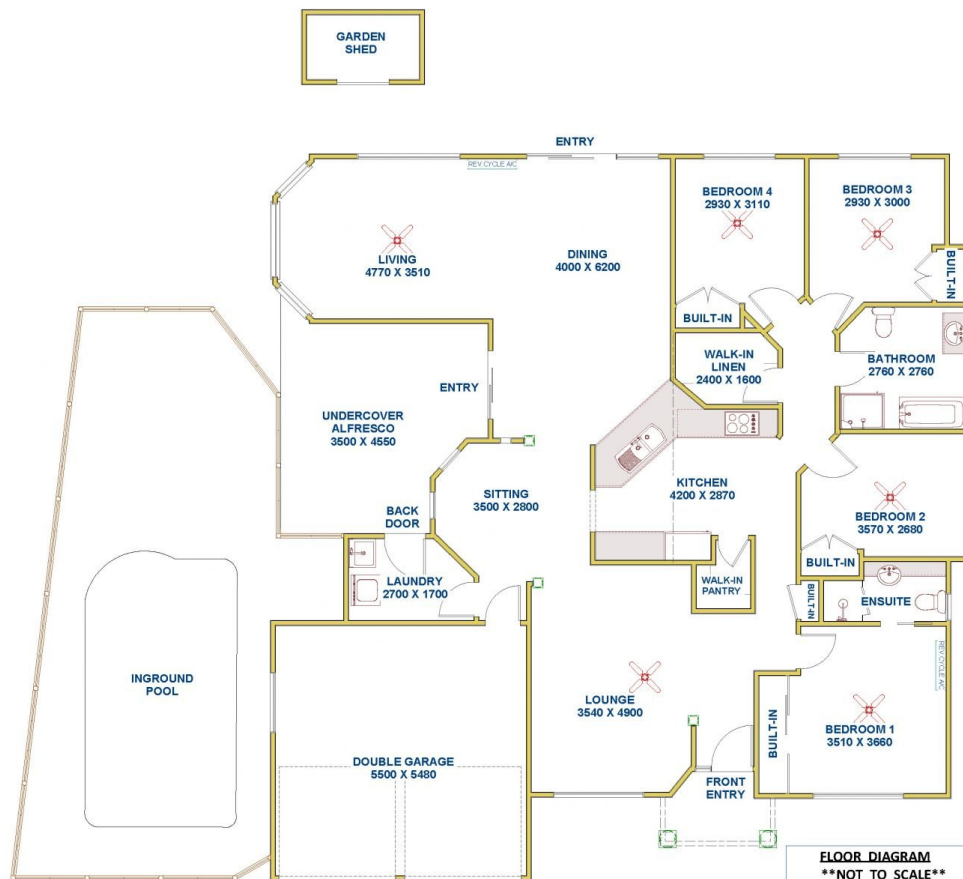 GARDEN
SHED
ENTRY
REV CYCLE A/C
BEDROOM 4
2930 X 3110
BEDROOM 3
2930 X 3000
LIVING
4770 X 3510
DINING
4000 X 6200
BUILT-IN
BUILT-IN
WALK-IN
LINEN
2400 X 1600
BATHROOM
2760 X 2760
ENTRY
UNDERCOVER
ALFRESCO
3500 X 4550
SITTING
3500 X 2800
KITCHEN
4200 X 2870
BEDROOM 2
3570 X 2680
BACK
DOOR
BUILT-IN
LAUNDRY
2700 X 1700
WALK-IN
PANTRY
BUILT-IN
ENSUITE
REV CYCLE A/C
INGROUND
POOL
LOUNGE
3540 X 4900
BUILT-IN
BEDROOM 1
3510 X 3660
DOUBLE GARAGE
5500 X 5480
FRONT
ENTRY
FLOOR DIAGRAM
**NOT TO SCALE**